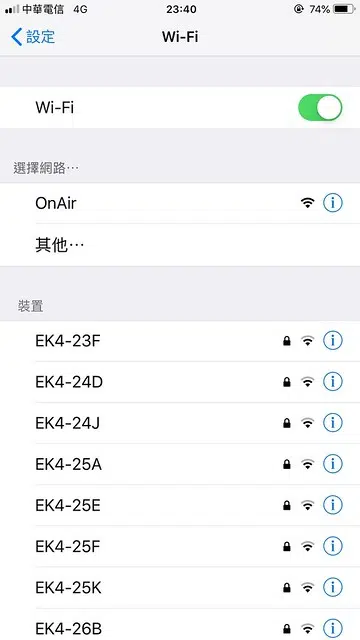 中華電信 4G 23:40 74%
設定 Wi-Fi
Wi-Fi
選擇網路⋯
OnAir
其他⋯
裝置
EK4-23F
EK4-24D
EK4-24J
EK4-25A
EK4-25E
EK4-25F
EK4-25K
EK4-26B